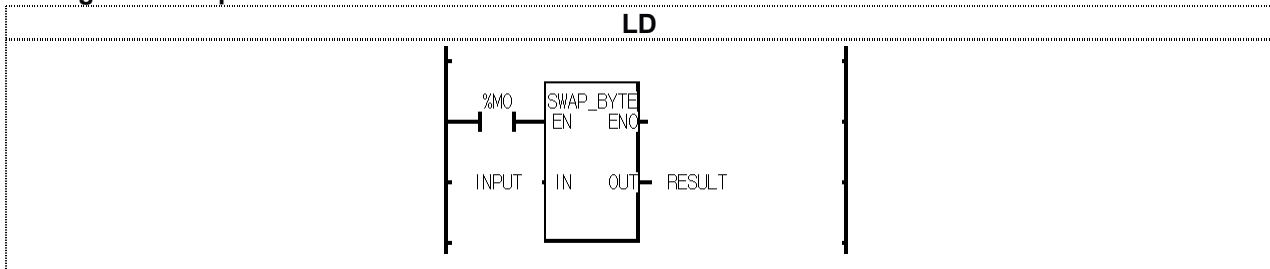 LD
%M0 SWAP_BYTE
EN ENO
INPUT IN OUT RESULT